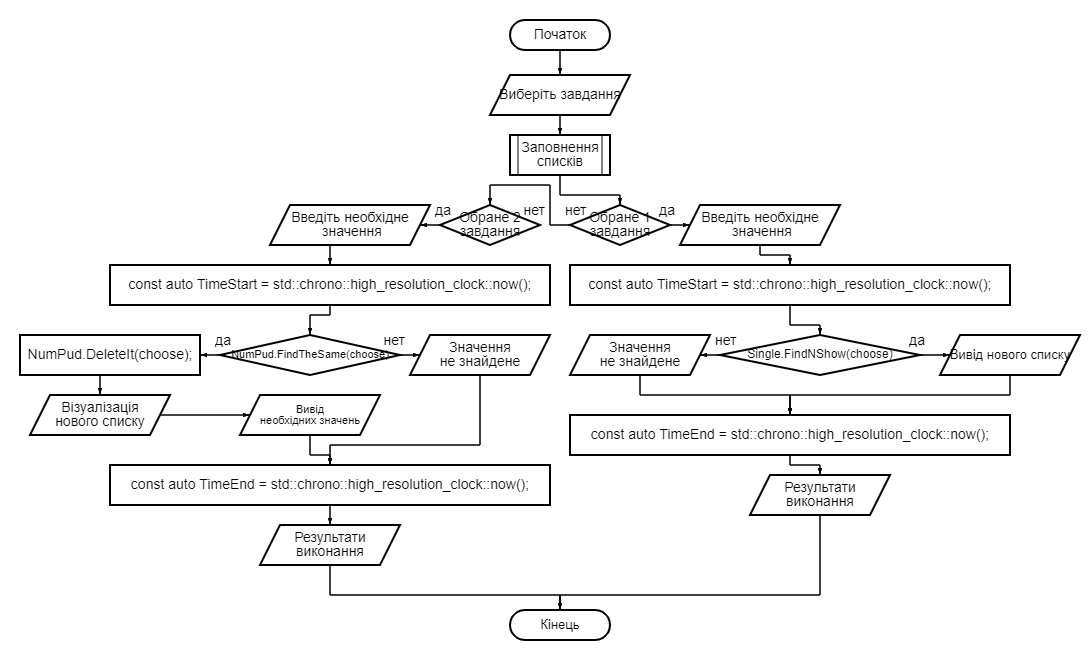 Початок
Виберіть завдання
Заповнення
списків
Введіть необхідне
значення
да
Обране 2
завдання
нет
нет
Обране 1
завдання
да
Введіть необхідне
значення
const auto TimeStart = std::chrono::high_resolution_clock::now();
const auto TimeStart = std::chrono::high_resolution_clock::now();
NumPud.DeleteIt(choose);
да
NumPud.FindTheSame(choose)
нет
Значення
не знайдене
Значення
не знайдене
нет
Single.FindNShow(choose)
да
Вивід нового списку
Візуалізація
нового списку
Вивід
необхідних значень
const auto TimeEnd = std::chrono::high_resolution_clock::now();
const auto TimeEnd = std::chrono::high_resolution_clock::now();
Результати
виконання
Результати
виконання
Кінець